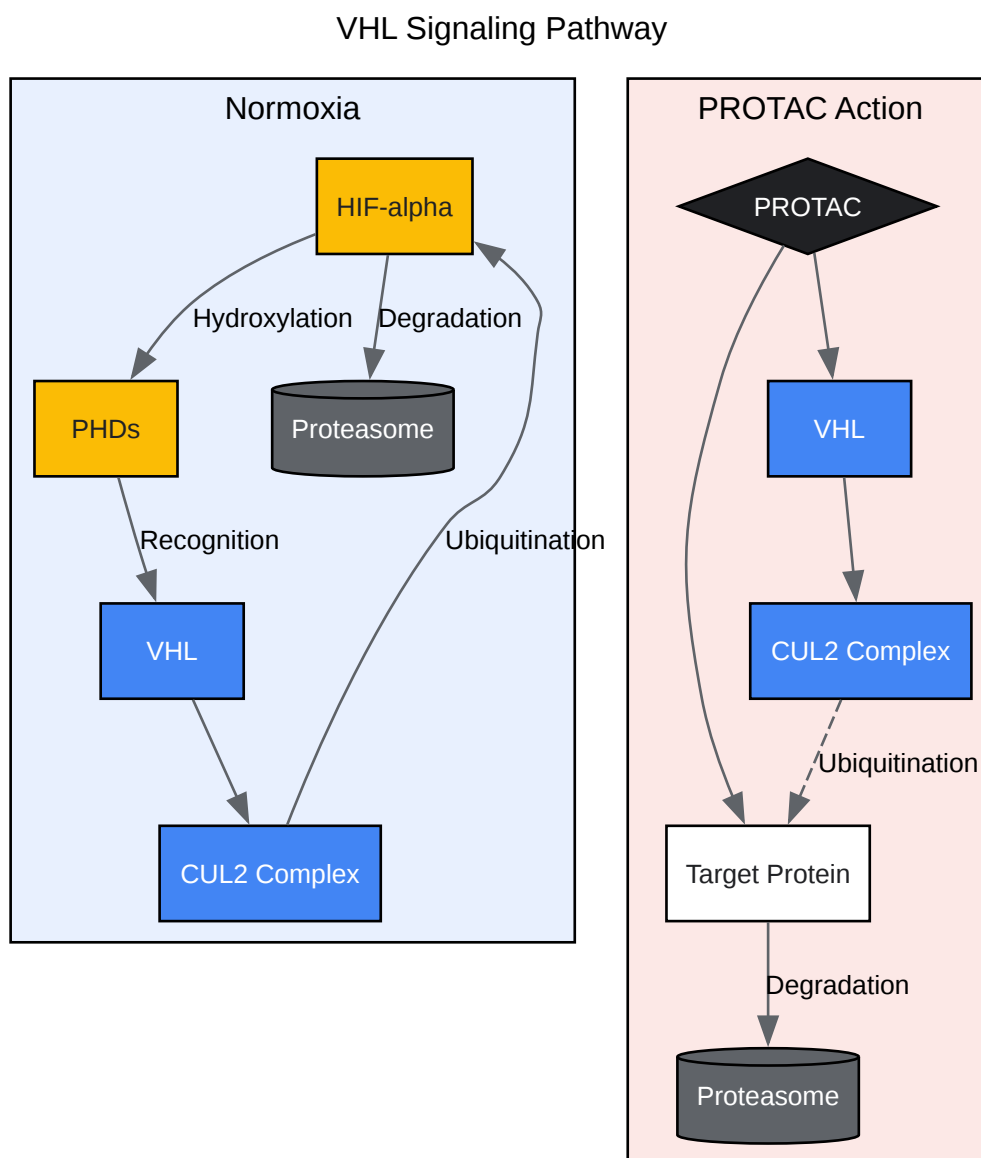 VHL Signaling Pathway
Normoxia
HIF-alpha
Hydroxylation
Degradation
PHDs
Proteasome
Recognition
Ubiquitination
VHL
CUL2 Complex
PROTAC Action
PROTAC
VHL
CUL2 Complex
Ubiquitination
Target Protein
Degradation
Proteasome